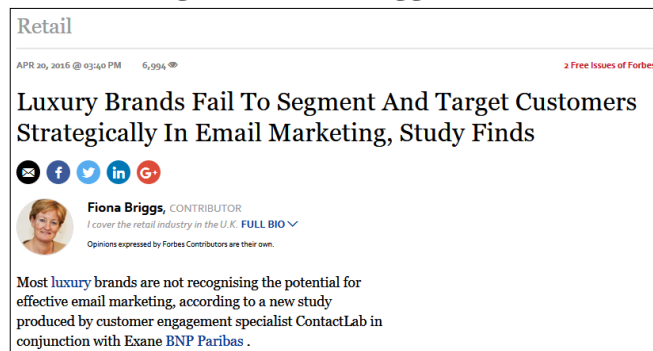 Retail
APR 20, 2016 @ 03:40 PM 6,994
2 Free Issues of Forbes
Luxury Brands Fail To Segment And Target Customers
Strategically In Email Marketing, Study Finds
Fiona Briggs, CONTRIBUTOR
I cover the retail industry in the U.K. FULL BIO
Opinions expressed by Forbes Contributors are their own.
Most luxury brands are not recognising the potential for
effective email marketing, according to a new study
produced by customer engagement specialist ContactLab in
conjunction with Exane BNP Paribas .